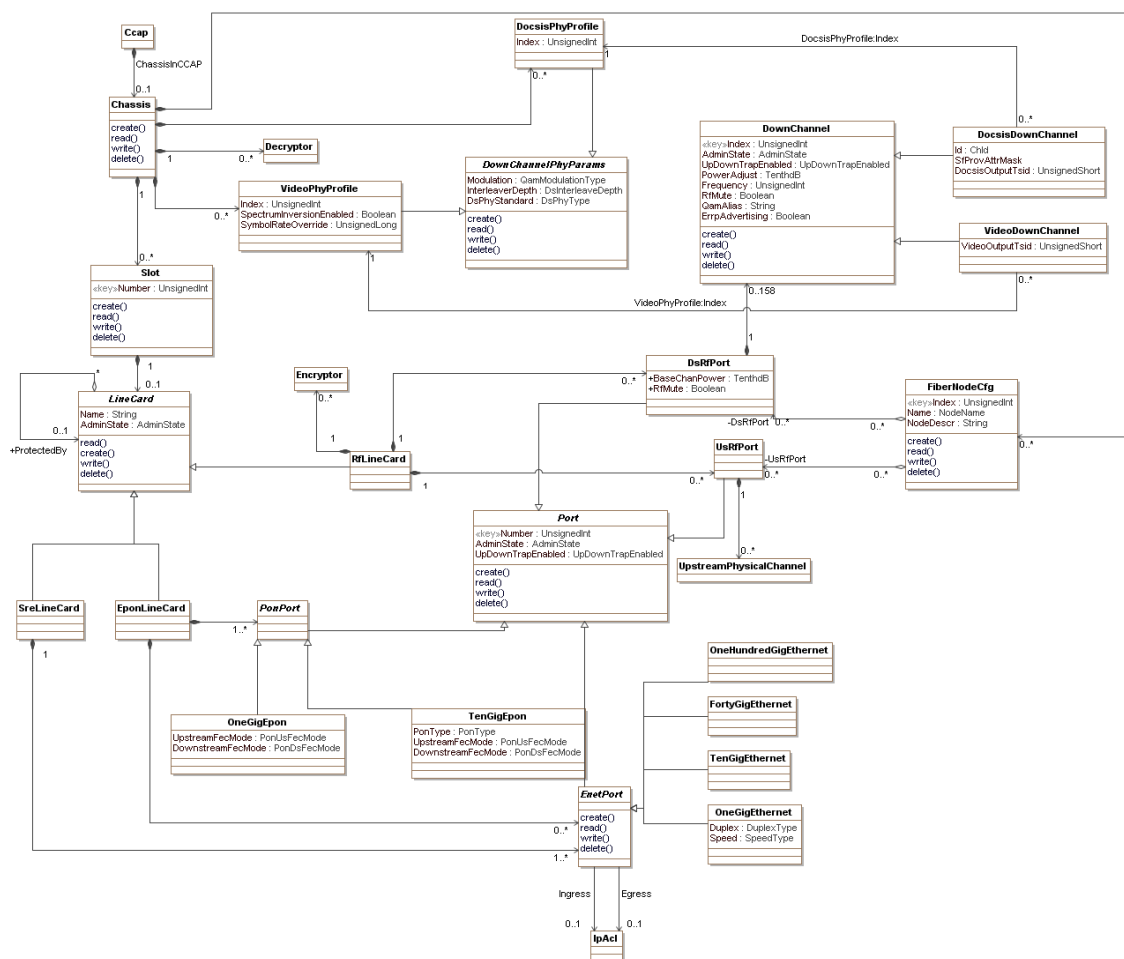 Ccap
ChassisInCCAP
0..1
Chassis
create()
read()
write()
delete()
1
0..*
Decryptor
DocsisPhyProfile
Index : UnsignedInt
1
0..*
DocsisPhyProfile:Index
0..*
DownChannelPhyParams
Modulation : QamModulationType
InterleaverDepth : DsInterleaveDepth
DsPhyStandard : DsPhyType
create()
read()
write()
delete()
DownChannel
«key»Index : UnsignedInt
AdminState : AdminState
UpDownTrapEnabled : UpDownTrapEnabled
PowerAdjust : TenthdB
Frequency : UnsignedInt
RfMute : Boolean
QamAlias : String
ErrpAdvertising : Boolean
create()
read()
write()
delete()
DocsisDownChannel
Id : ChId
SfProvAttrMask
DocsisOutputTsid : UnsignedShort
VideoDownChannel
VideoOutputTsid : UnsignedShort
0..*
VideoPhyProfile
Index : UnsignedInt
SpectrumInversionEnabled : Boolean
SymbolRateOverride : UnsignedLong
0..*
1
1
0..*
VideoPhyProfile:Index
0..158
1
Slot
«key»Number : UnsignedInt
create()
read()
write()
delete()
1
0..1
*
0..1
+ProtectedBy
LineCard
Name : String
AdminState : AdminState
read()
create()
write()
delete()
Encryptor
0..*
1
1
RfLineCard
1
0..*
DsRfPort
+BaseChanPower : TenthdB
+RfMute : Boolean
-DsRfPort
0..*
0..*
FiberNodeCfg
«key»Index : UnsignedInt
Name : NodeName
NodeDescr : String
create()
read()
write()
delete()
0..*
UsRfPort
-UsRfPort
0..*
0..*
0..*
1
0..*
UpstreamPhysicalChannel
Port
«key»Number : UnsignedInt
AdminState : AdminState
UpDownTrapEnabled : UpDownTrapEnabled
create()
read()
write()
delete()
SreLineCard
1
EponLineCard
1..*
PonPort
OneGigEpon
UpstreamFecMode : PonUsFecMode
DownstreamFecMode : PonDsFecMode
TenGigEpon
PonType : PonType
UpstreamFecMode : PonUsFecMode
DownstreamFecMode : PonDsFecMode
OneHundredGigEthernet
FortyGigEthernet
TenGigEthernet
OneGigEthernet
Duplex : DuplexType
Speed : SpeedType
EnetPort
create()
read()
write()
delete()
0..*
1..*
Ingress
Egress
0..1
0..1
IpAcl